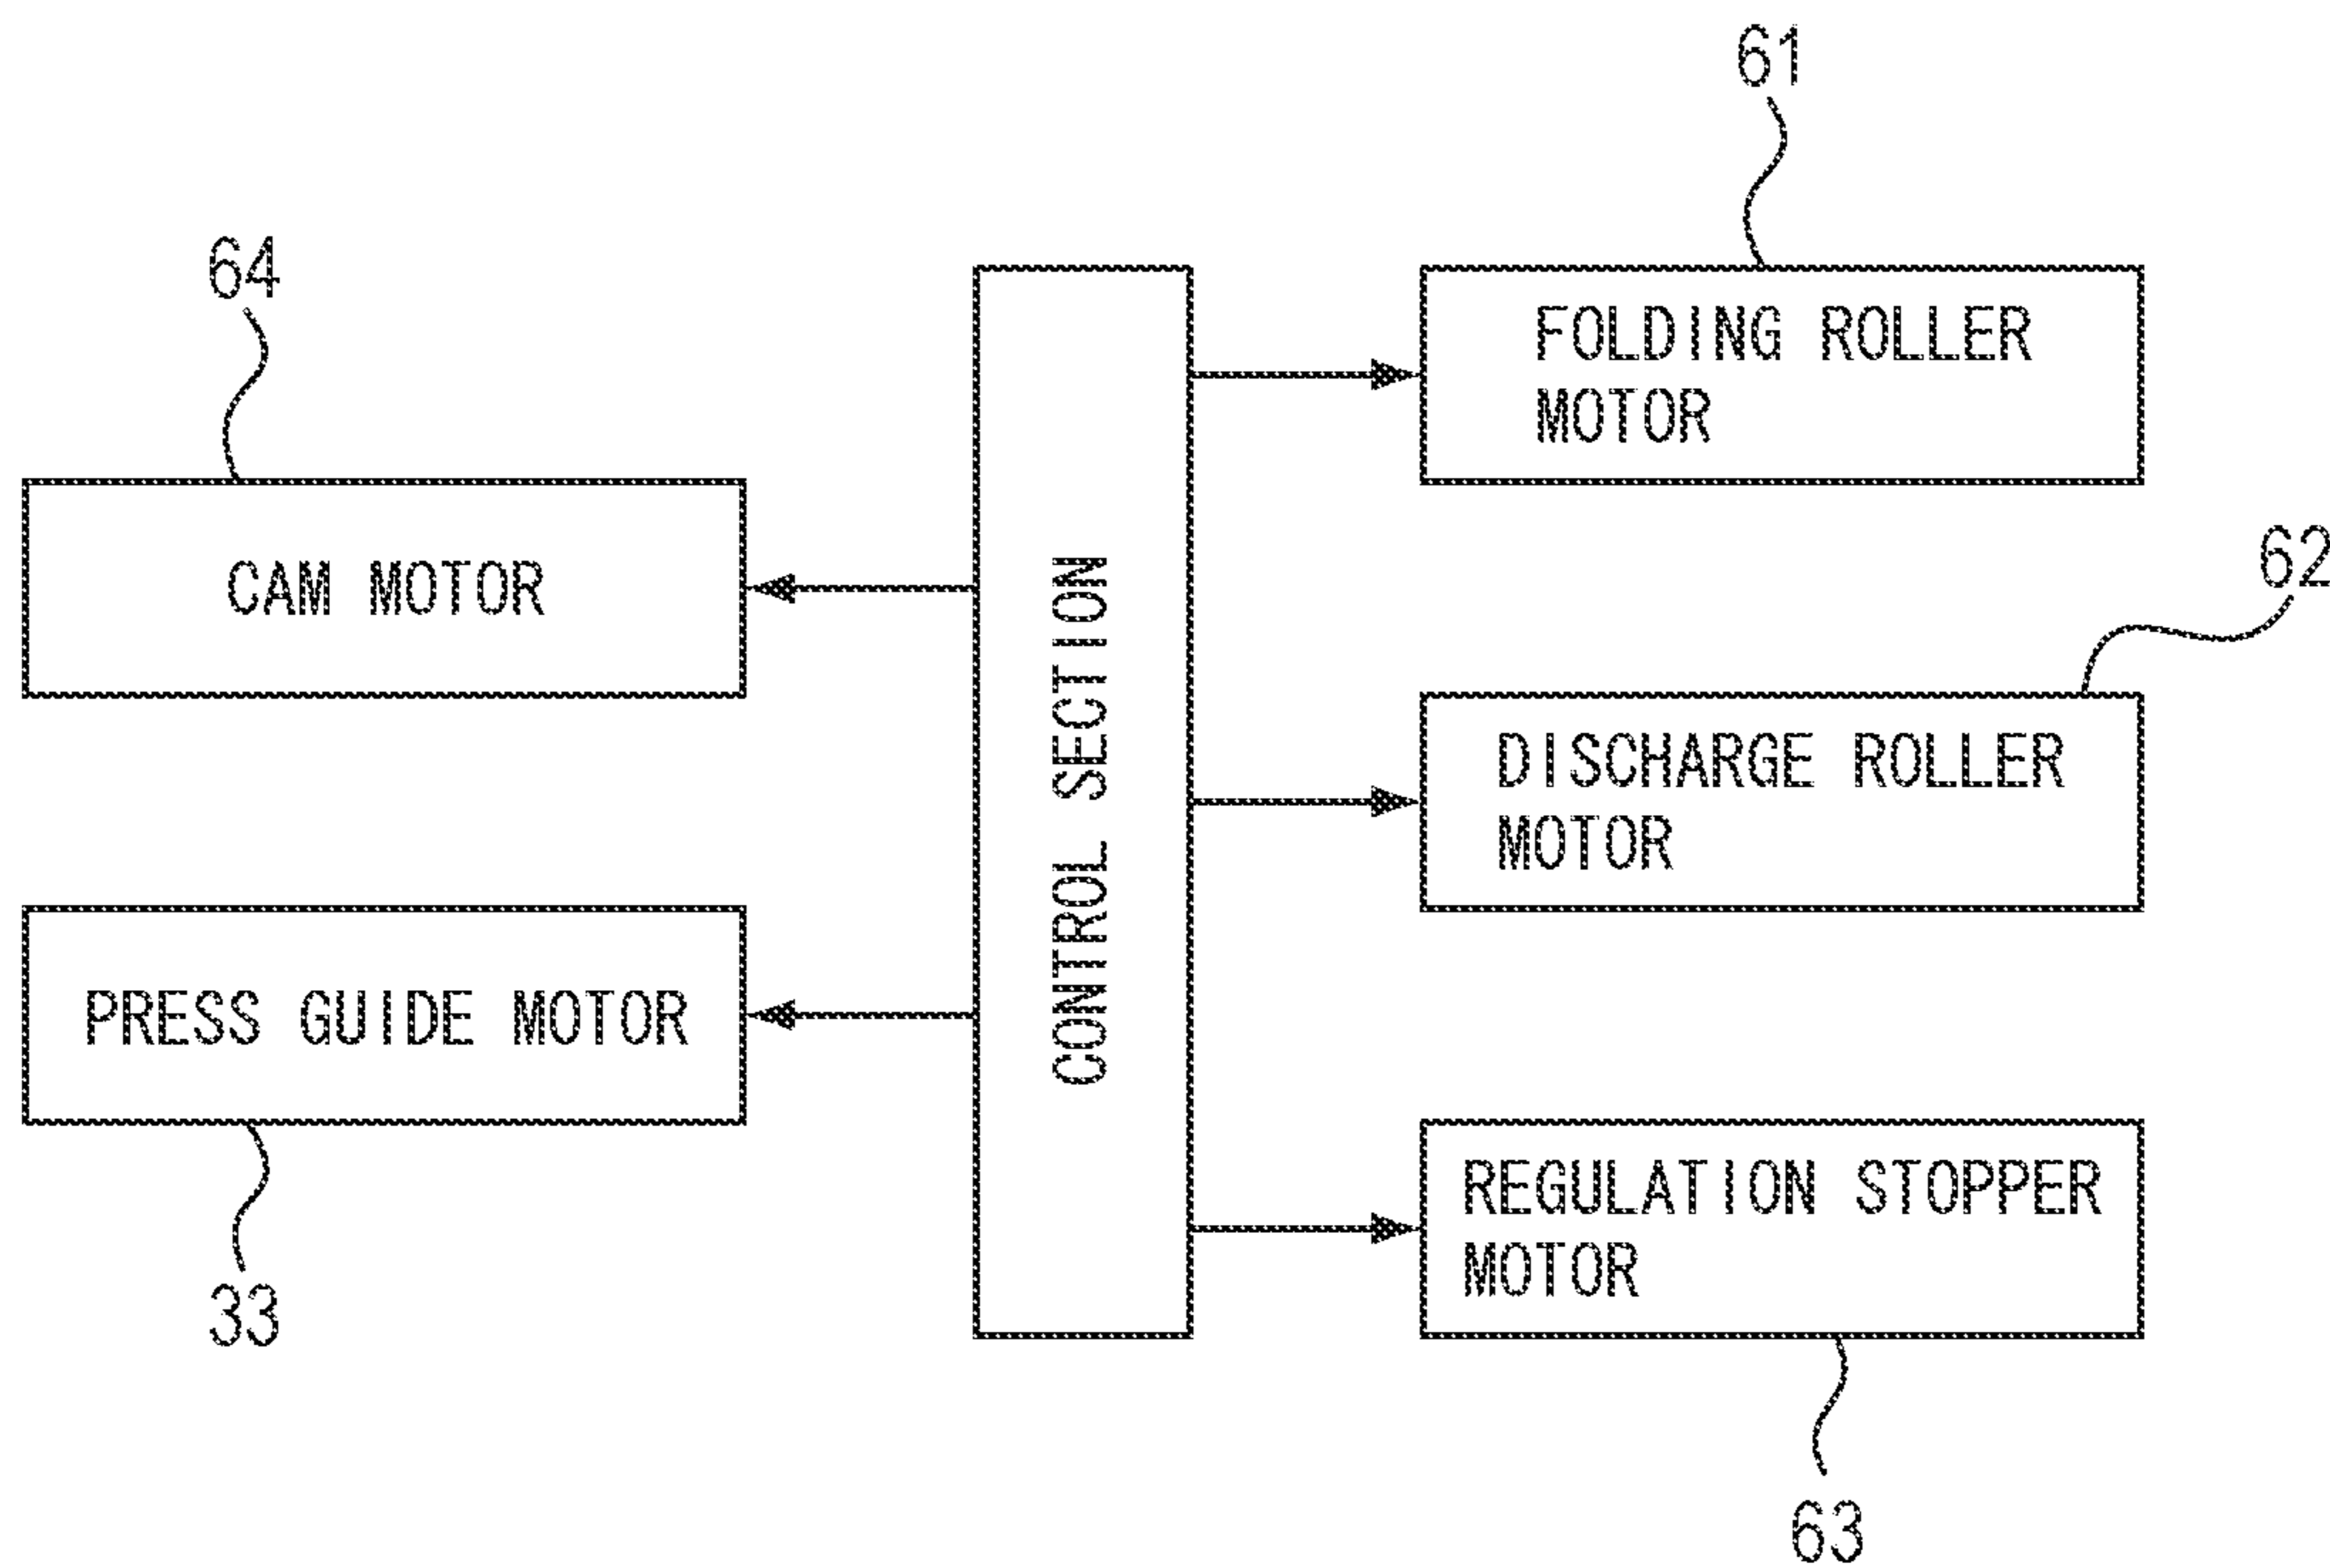 61
64
FOLDING ROLLER
MOTOR
CAM MOTOR
62
CONTROL SECTION
DISCHARGE ROLLER
MOTOR
PRESS GUIDE MOTOR
REGULATION STOPPER
MOTOR
33
63